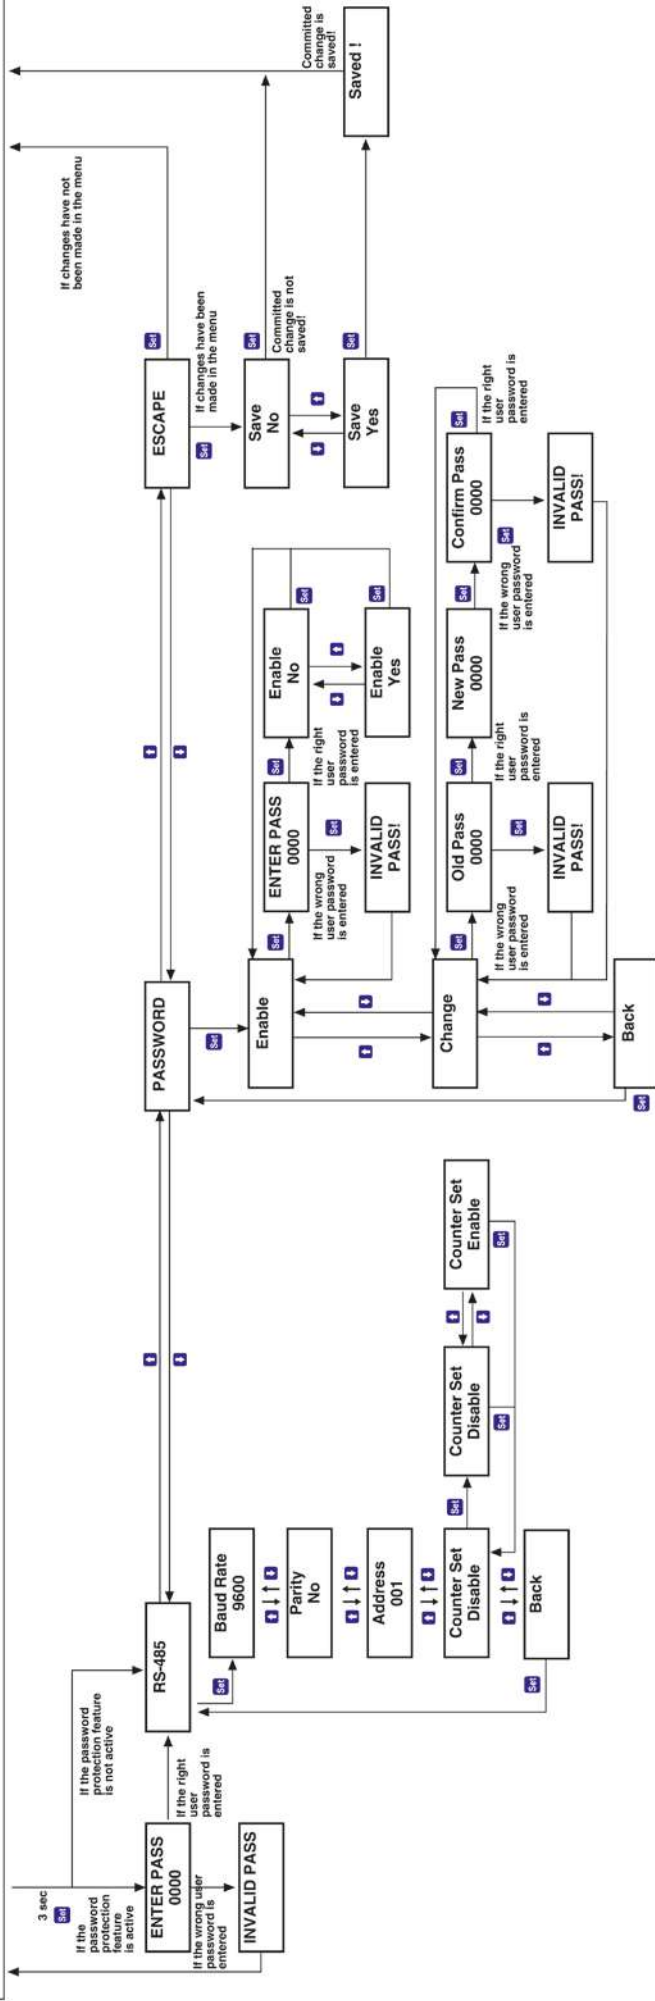 3 sec
Set
If the
password
protection
feature
is active
If the password
protection feature
is not active
ENTER PASS
0000
If the right
user
password is
entered
If the wrong user
password is
entered
INVALID PASS
RS-485
Set
Baud Rate
9600
Parity
No
Address
001
Counter Set
Disable
Set
Counter Set
Disable
Set
Counter Set
Enable
Set
Back
Set
PASSWORD
Set
Enable
Set
ENTER PASS
0000
Set
If the right
user
password
is entered
If the wrong
user password
is entered
Set
INVALID
PASS!
Enable
No
Set
Enable
Yes
Set
Change
Set
Old Pass
0000
Set
If the right
user
password is
entered
If the wrong
user password
is entered
Set
INVALID
PASS!
New Pass
0000
Set
Confirm Pass
0000
Set
If the right
user
password is
entered
If the wrong
user password
is entered
Set
INVALID
PASS!
Back
Set
ESCAPE
Set
If changes have not
been made in the menu
Set
If changes have been
made in the menu
Save
No
Set
Committed
change is not
saved!
Save
Yes
Set
Saved !
Committed
change is
saved!